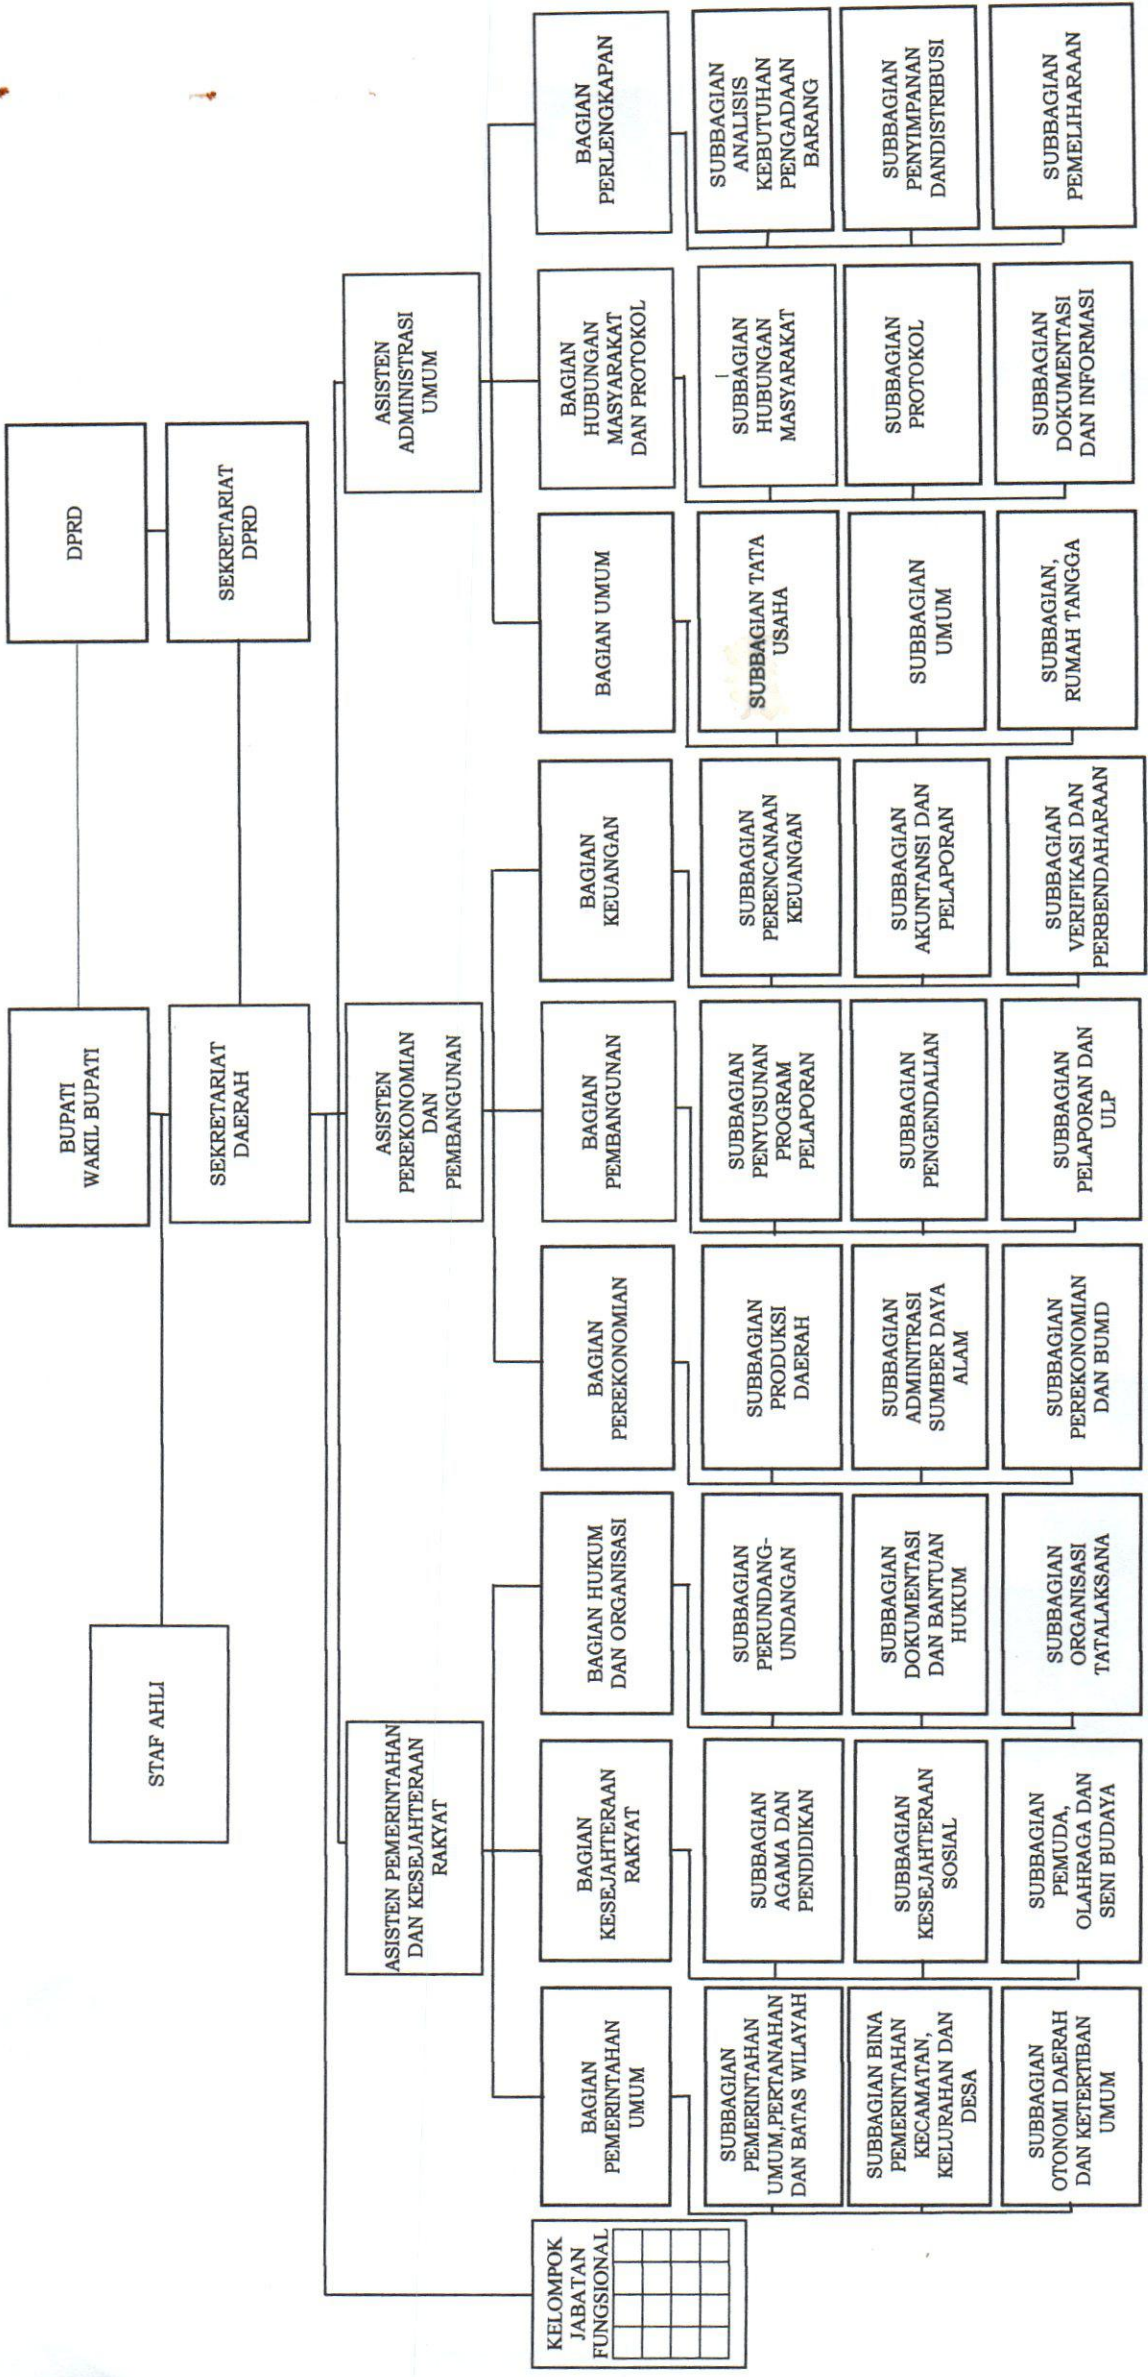 BUPATI
WAKIL BUPATI
DPRD
STAF AHLI
SEKRETARIAT
DAERAH
SEKRETARIAT
DPRD
ASISTEN PEMERINTAHAN
DAN KESEJAHTERAAN
RAKYAT
ASISTEN
PEREKONOMIAN
DAN
PEMBANGUNAN
ASISTEN
ADMINISTRASI
UMUM
KELOMPOK
JABATAN
FUNGSIONAL
BAGIAN
PEMERINTAHAN
UMUM
BAGIAN
KESEJAHTERAAN
RAKYAT
BAGIAN HUKUM
DAN ORGANISASI
BAGIAN
PEREKONOMIAN
BAGIAN
PEMBANGUNAN
BAGIAN
KEUANGAN
BAGIAN UMUM
BAGIAN
HUBUNGAN
MASYARAKAT
DAN PROTOKOL
BAGIAN
PERLENGKAPAN
SUBBAGIAN
PEMERINTAHAN
UMUM,PERTANAHAN
DAN BATAS WILAYAH
SUBBAGIAN
AGAMA DAN
PENDIDIKAN
SUBBAGIAN
PERUNDANG-
UNDANGAN
SUBBAGIAN
PRODUKSI
DAERAH
SUBBAGIAN
PENYUSUNAN
PROGRAM
PELAPORAN
SUBBAGIAN
PERENCANAAN
KEUANGAN
SUBBAGIAN TATA
USAHA
SUBBAGIAN
HUBUNGAN
MASYARAKAT
SUBBAGIAN
ANALISIS
KEBUTUHAN
PENGADAAN
BARANG
SUBBAGIAN BINA
PEMERINTAHAN
KECAMATAN,
KELURAHAN DAN
DESA
SUBBAGIAN
KESEJAHTERAAN
SOSIAL
SUBBAGIAN
DOKUMENTASI
DAN BANTUAN
HUKUM
SUBBAGIAN
ADMINITRASI
SUMBER DAYA
ALAM
SUBBAGIAN
PENGENDALIAN
SUBBAGIAN
AKUNTANSI DAN
PELAPORAN
SUBBAGIAN
UMUM
SUBBAGIAN
PROTOKOL
SUBBAGIAN
PENYIMPANAN
DANDISTRIBUSI
SUBBAGIAN
OTONOMI DAERAH
DAN KETERTIBAN
UMUM
SUBBAGIAN
PEMUDA,
OLAHRAGA DAN
SENI BUDAYA
SUBBAGIAN
ORGANISASI
TATALAKSANA
SUBBAGIAN
PEREKONOMIAN
DAN BUMD
SUBBAGIAN
PELAPORAN DAN
ULP
SUBBAGIAN
VERIFIKASI DAN
PERBENDAHARAAN
SUBBAGIAN,
RUMAH TANGGA
SUBBAGIAN
DOKUMENTASI
DAN INFORMASI
SUBBAGIAN
PEMELIHARAAN